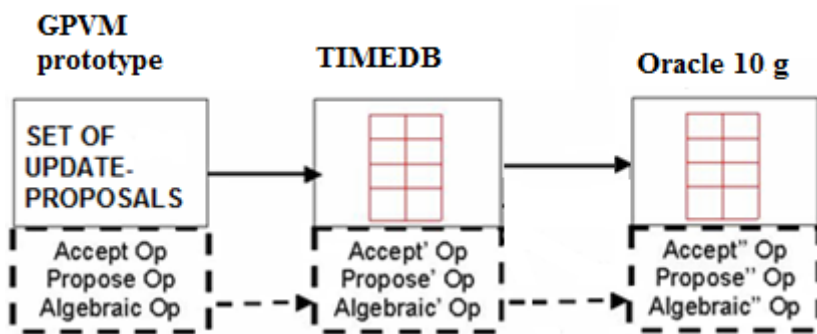 GPVM
prototype
TIMEDB
Oracle 10 g
SET OF
UPDATE-
PROPOSALS
Accept Op
Propose Op
Algebraic Op
Accept' Op
Propose' Op
Algebraic' Op
Accept'' Op
Propose'' Op
Algebraic'' Op